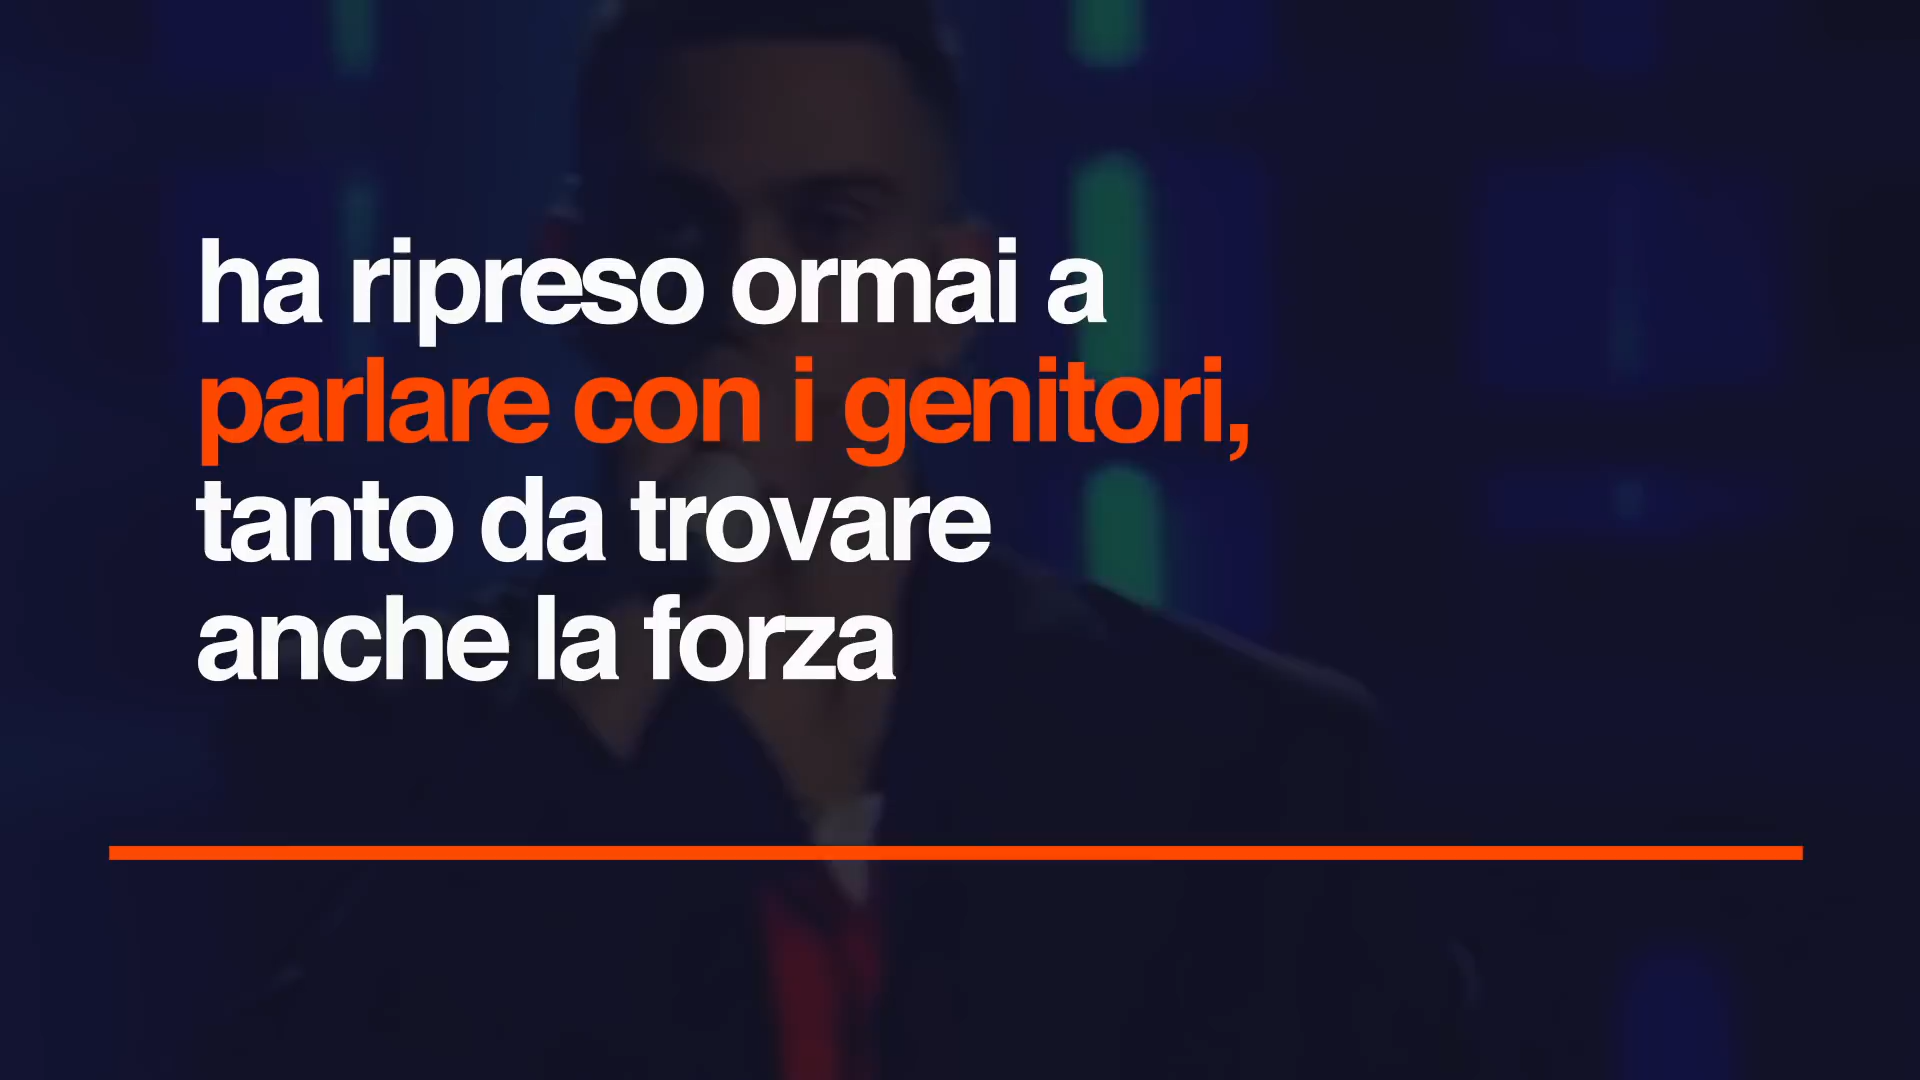 ha ripreso ormai a
parlare con i genitori,
tanto da trovare
anche la forza